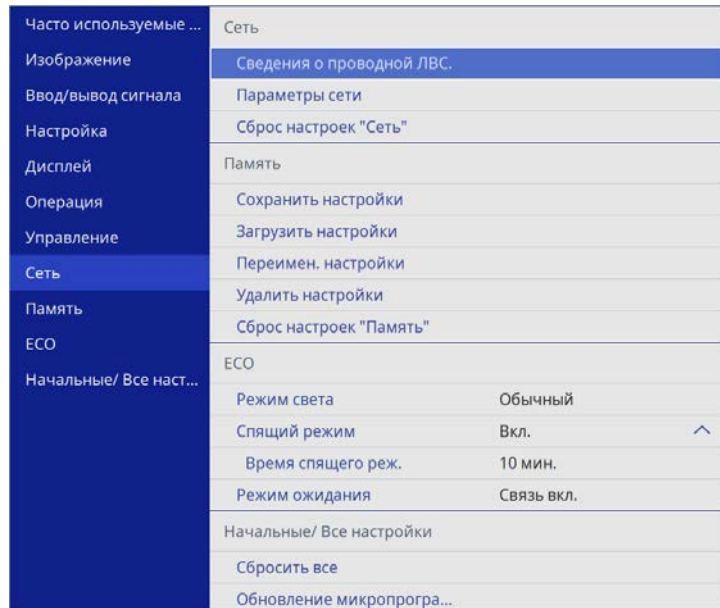 Часто используемые ...
Изображение
Ввод/вывод сигнала
Настройка
Дисплей
Операция
Управление
Сеть
Память
ECO
Начальные/ Все наст...
Сеть
Сведения о проводной ЛВС.
Параметры сети
Сброс настроек "Сеть"
Память
Сохранить настройки
Загрузить настройки
Переимен. настройки
Удалить настройки
Сброс настроек "Память"
ECO
Режим света Обычный
Спящий режим Вкл.
Время спящего реж. 10 мин.
Режим ожидания Связь вкл.
Начальные/ Все настройки
Сбросить все
Обновление микропрогра...